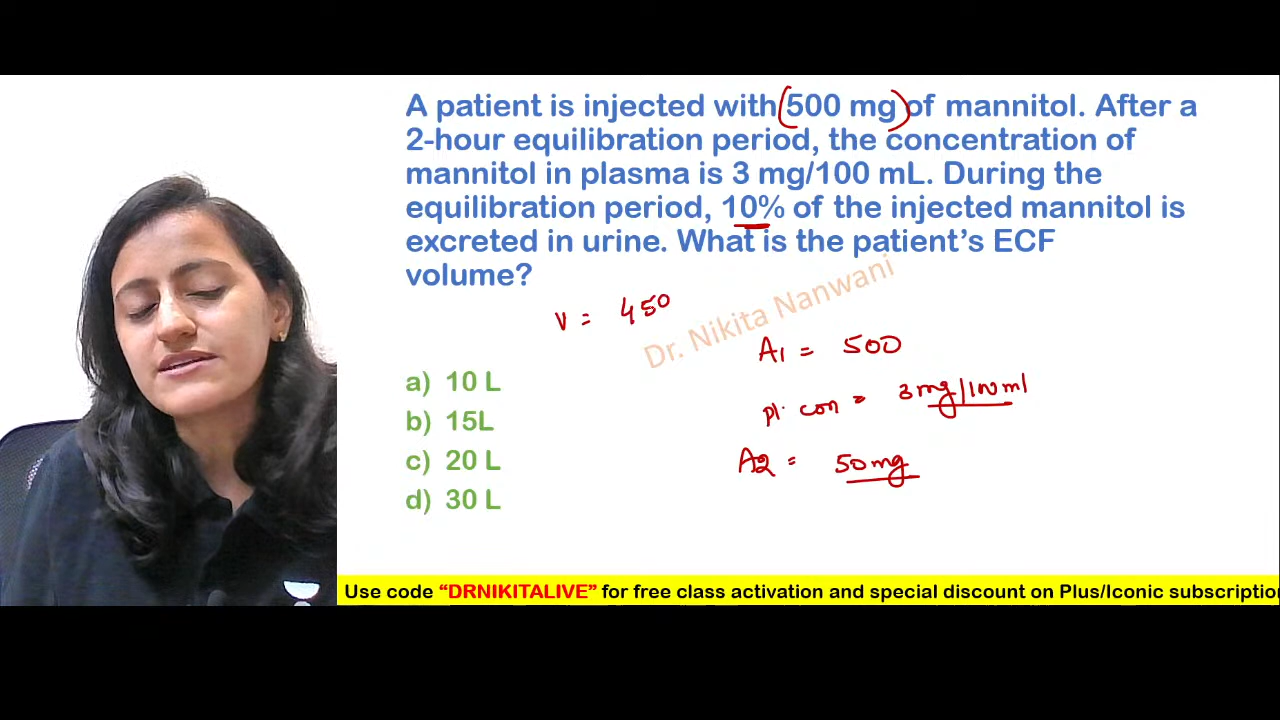 A patient is injected with (500 mg) of mannitol. After a
2-hour equilibration period, the concentration of
mannitol in plasma is 3 mg/100 mL. During the
equilibration period, 10% of the injected mannitol is
excreted in urine. What is the patient's ECF
volume?
V = 450
Dr. Nikita Nanwani
A1 = 500
pl. con = 3mg/100ml
A2 = 50mg
a) 10 L
b) 15L
c) 20 L
d) 30 L
Use code "DRNIKITALIVE" for free class activation and special discount on Plus/Iconic subscription